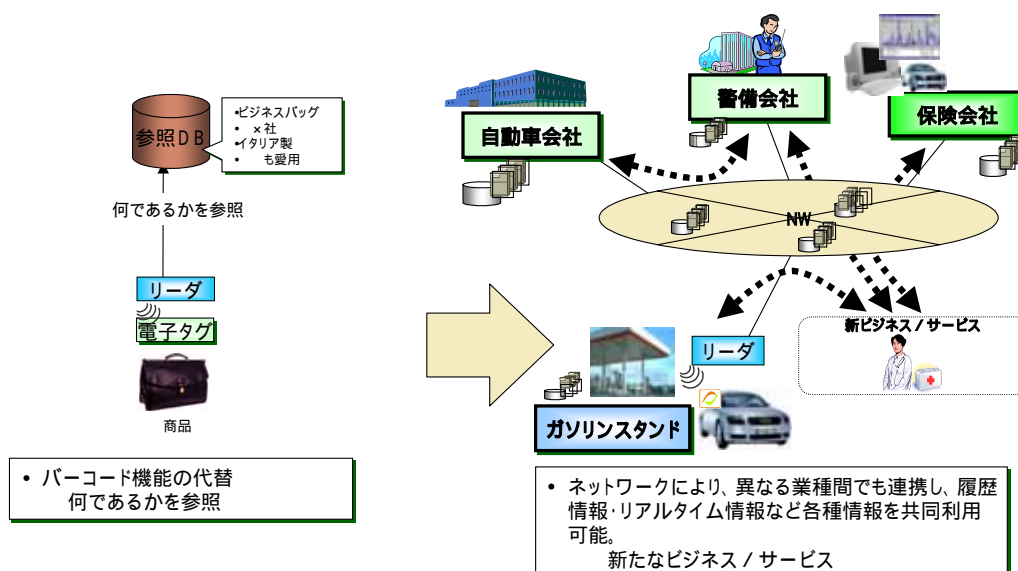 参照DB
•ビジネスバッグ
• ×社
•イタリア製
• も愛用
何であるかを参照
リーダ
電子タグ
商品
• バーコード機能の代替
何であるかを参照
自動車会社
警備会社
保険会社
NW
新ビジネス/サービス
リーダ
ガソリンスタンド
• ネットワークにより、異なる業種間でも連携し、履歴
情報・リアルタイム情報など各種情報を共同利用
可能。
新たなビジネス/サービス